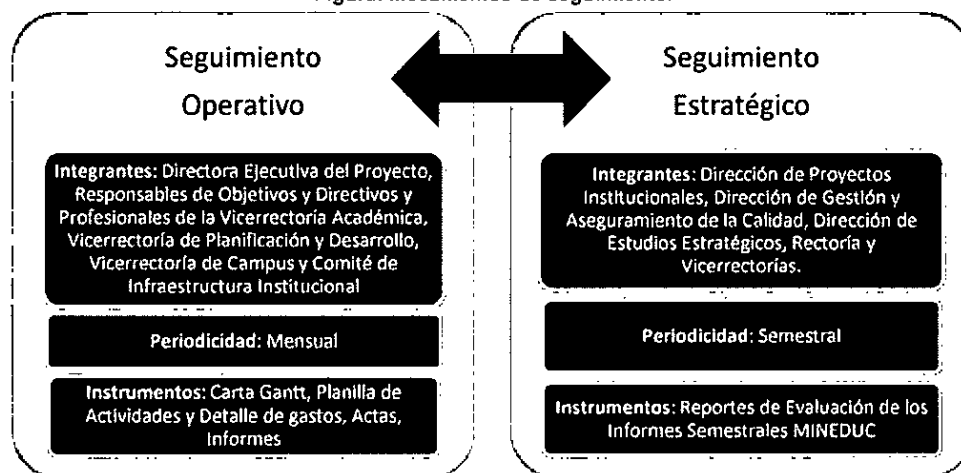 Seguimiento
Operativo
Integrantes: Directora Ejecutiva del Proyecto,
Responsables de Objetivos y Directivos y
Profesionales de la Vicerrectoría Académica,
Vicerrectoría de Planificación y Desarrollo,
Vicerrectoría de Campus y Comité de
Infraestructura Institucional
Periodicidad: Mensual
Instrumentos: Carta Gantt, Planilla de
Actividades y Detalle de gastos, Actas,
Informes
Seguimiento
Estratégico
Integrantes: Dirección de Proyectos
Institucionales, Dirección de Gestión y
Aseguramiento de la Calidad, Dirección de
Estudios Estratégicos, Rectoría y
Vicerrectorías.
Periodicidad: Semestral
Instrumentos: Reportes de Evaluación de los
Informes Semestrales MINEDUC